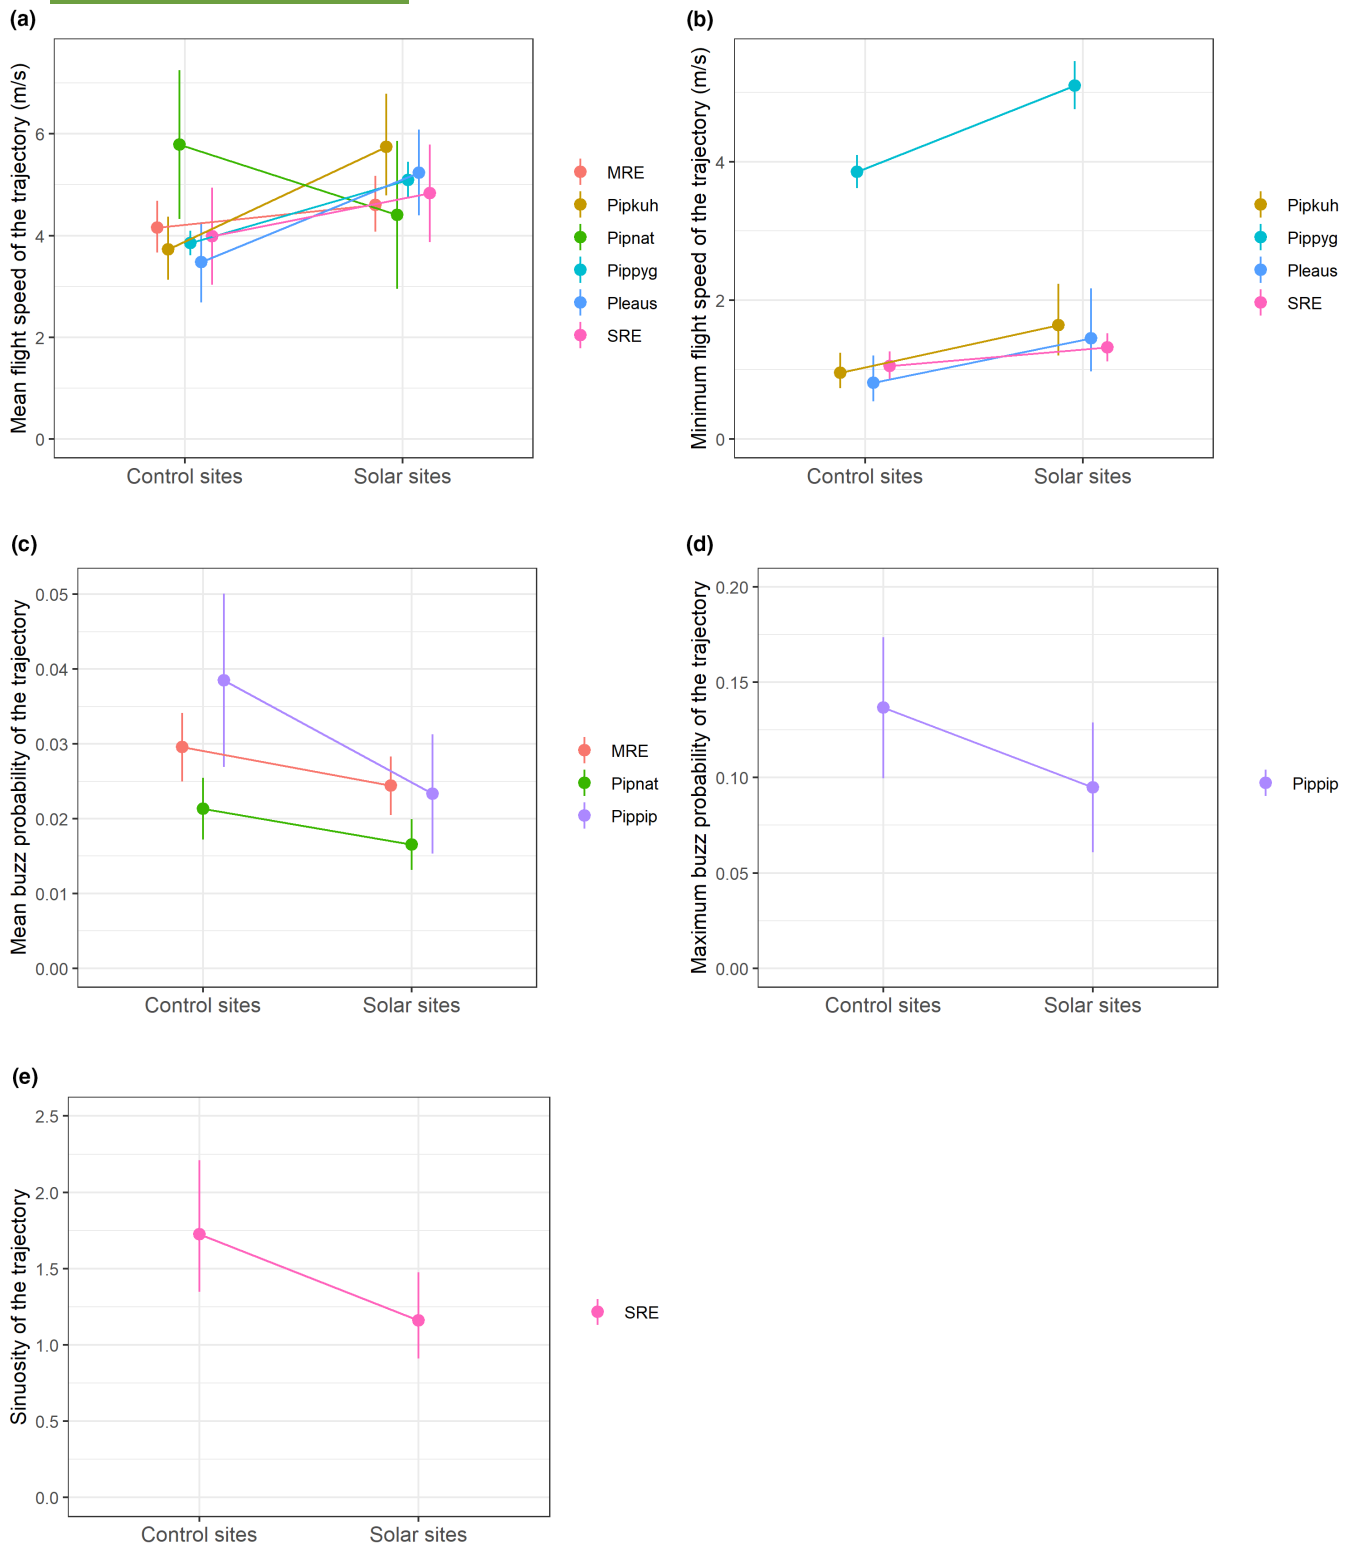 (a)
Mean flight speed of the trajectory (m/s)
6
4
2
0
Control sites
Solar sites
MRE
Pipkuh
Pipnat
Pippyg
Pleaus
SRE
(b)
Minimum flight speed of the trajectory (m/s)
4
2
0
Control sites
Solar sites
Pipkuh
Pippyg
Pleaus
SRE
(c)
Mean buzz probability of the trajectory
0.05
0.04
0.03
0.02
0.01
0.00
Control sites
Solar sites
MRE
Pipnat
Pippip
(d)
Maximum buzz probability of the trajectory
0.20
0.15
0.10
0.05
0.00
Control sites
Solar sites
Pippip
(e)
Sinuosity of the trajectory
2.5
2.0
1.5
1.0
0.5
0.0
Control sites
Solar sites
SRE